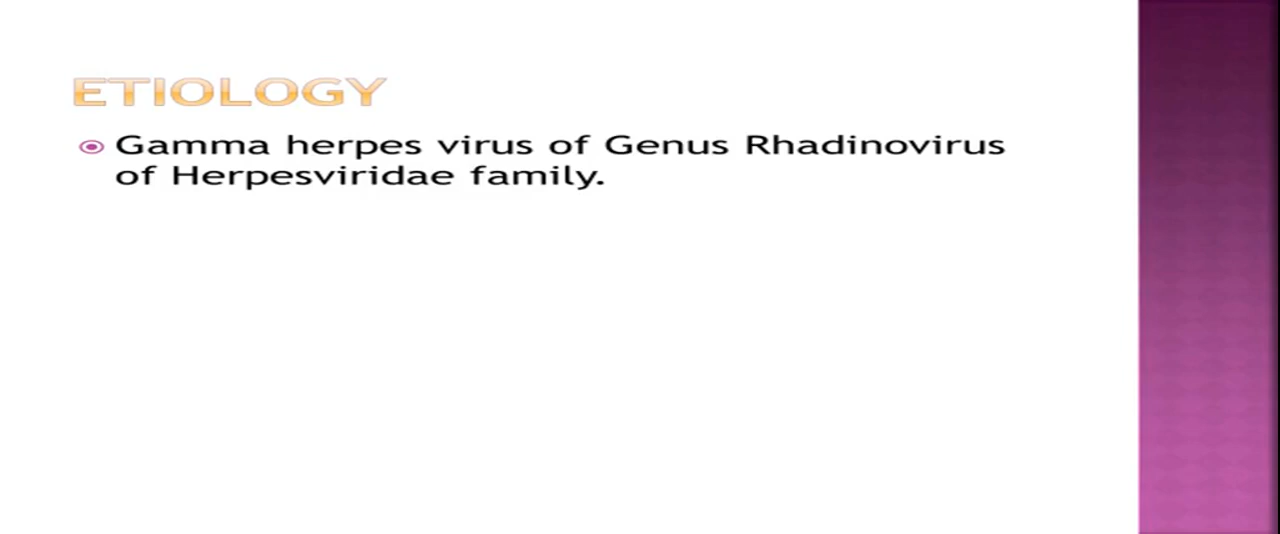 ETIOLOGY
Gamma herpes virus of Genus Rhadinovirus
of Herpesviridae family.